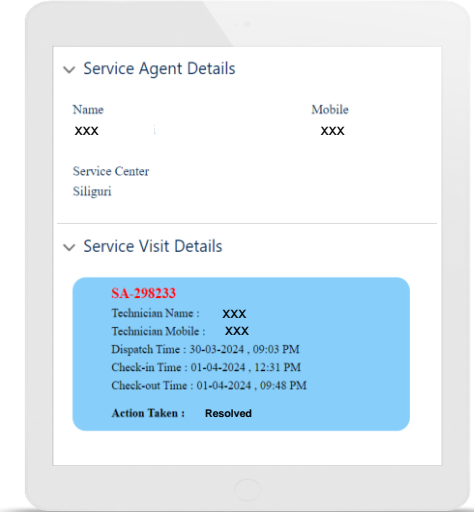 Service Agent Details
Name Mobile
XXX XXX
Service Center
Siliguri
Service Visit Details
SA-298233
Technician Name : XXX
Technician Mobile : XXX
Dispatch Time : 30-03-2024 , 09:03 PM
Check-in Time : 01-04-2024 , 12:31 PM
Check-out Time : 01-04-2024 , 09:48 PM
Action Taken : Resolved